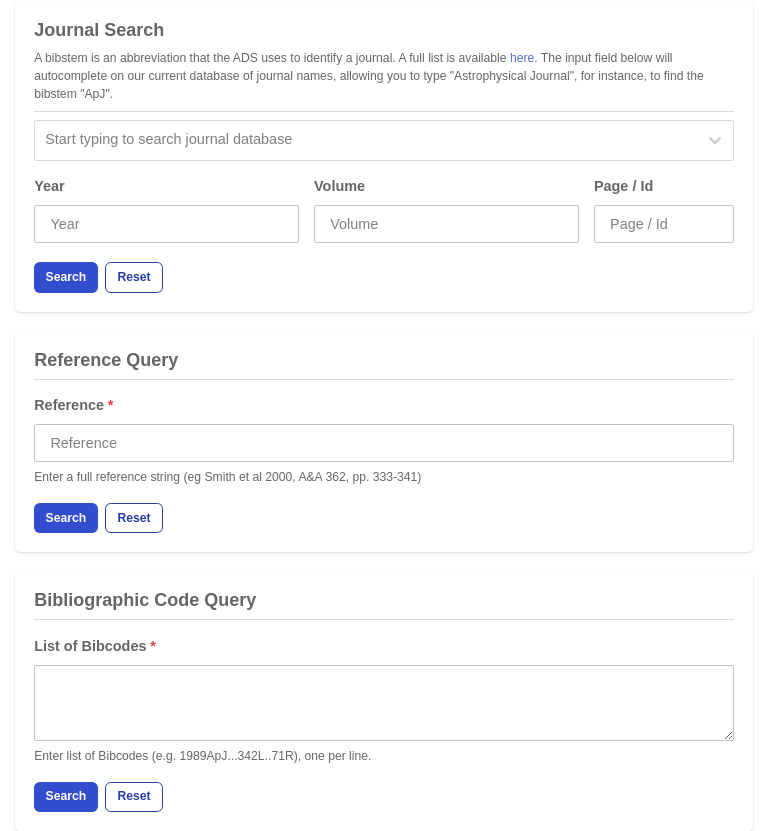 Journal Search
A bibstem is an abbreviation that the ADS uses to identify a journal. A full list is available here. The input field below will
autocomplete on our current database of journal names, allowing you to type "Astrophysical Journal", for instance, to find the
bibstem "ApJ".
Start typing to search journal database
Year Volume Page / Id
Year Volume Page / Id
Search Reset
Reference Query
Reference *
Reference
Enter a full reference string (eg Smith et al 2000, A&A 362, pp. 333-341)
Search Reset
Bibliographic Code Query
List of Bibcodes *
Enter list of Bibcodes (e.g. 1989ApJ...342L..71R), one per line.
Search Reset